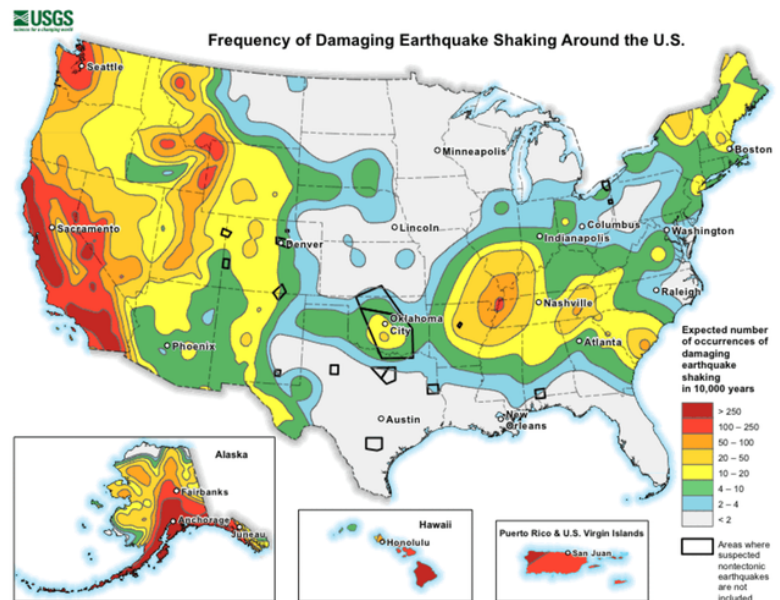 USGS
science for a changing world
Frequency of Damaging Earthquake Shaking Around the U.S.
Seattle
Minneapolis
Boston
Sacramento
Lincoln
Columbus
Washington
Denver
Indianapolis
Raleigh
Oklahoma
City
Nashville
Phoenix
Atlanta
Austin
New
Orleans
Expected number
of occurrences of
damaging
earthquake
shaking
in 10,000 years
> 250
100 – 250
50 – 100
20 – 50
10 – 20
4 – 10
2 – 4
< 2
Areas where
suspected
nontectonic
earthquakes
are not
included
Alaska
Fairbanks
Anchorage
Juneau
Hawaii
Honolulu
Puerto Rico & U.S. Virgin Islands
San Juan